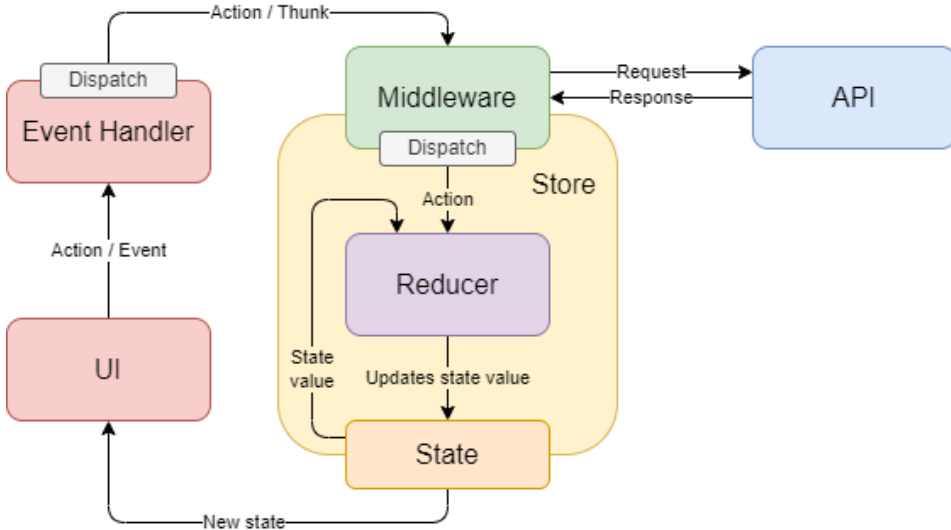 Action / Thunk
Dispatch
Event Handler
Middleware
Request
Response
API
Dispatch
Store
Action
Action / Event
Reducer
UI
State
value
Updates state value
State
New state